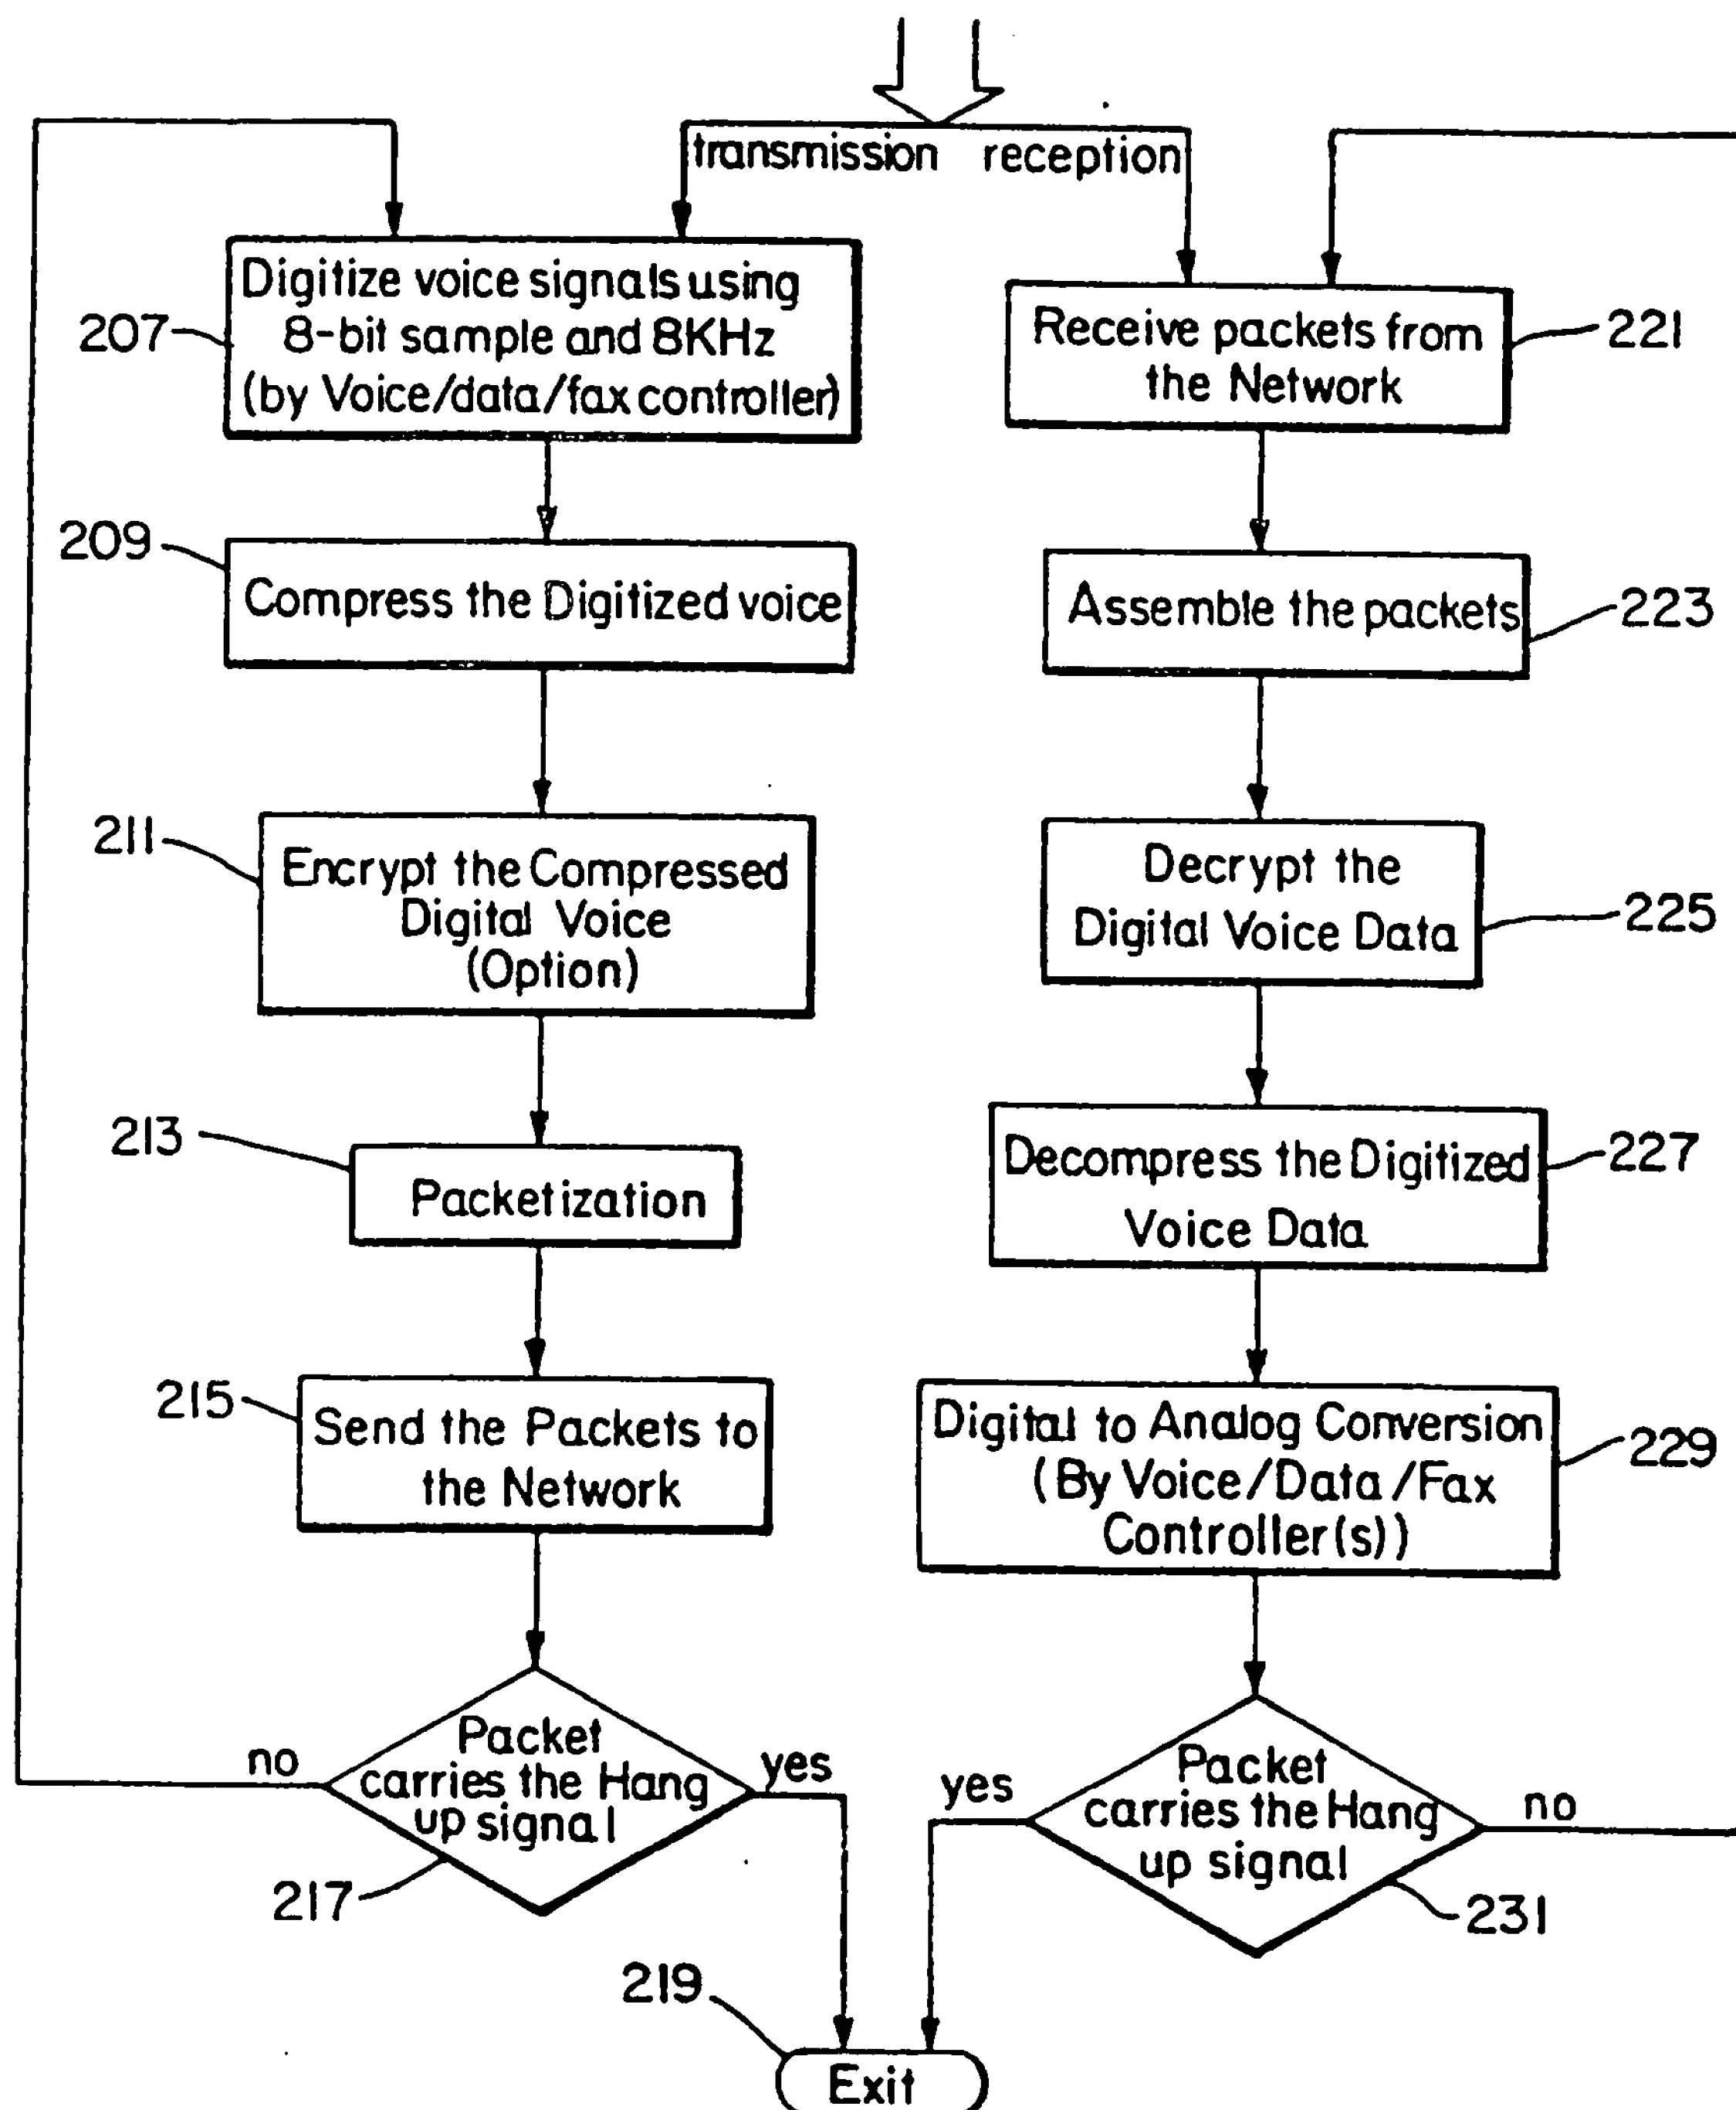 transmission reception
Digitize voice signals using
8-bit sample and 8KHz
(by Voice/data/fax controller)
207
Compress the Digitized voice
209
Encrypt the Compressed
Digital Voice
(Option)
211
Packetization
213
Send the Packets to
the Network
215
Packet
carries the Hang
up signal
no
yes
217
Receive packets from
the Network
221
Assemble the packets
223
Decrypt the
Digital Voice Data
225
Decompress the Digitized
Voice Data
227
Digital to Analog Conversion
(By Voice/Data/Fax
Controller(s))
229
Packet
carries the Hang
up signal
yes
no
231
219
Exit